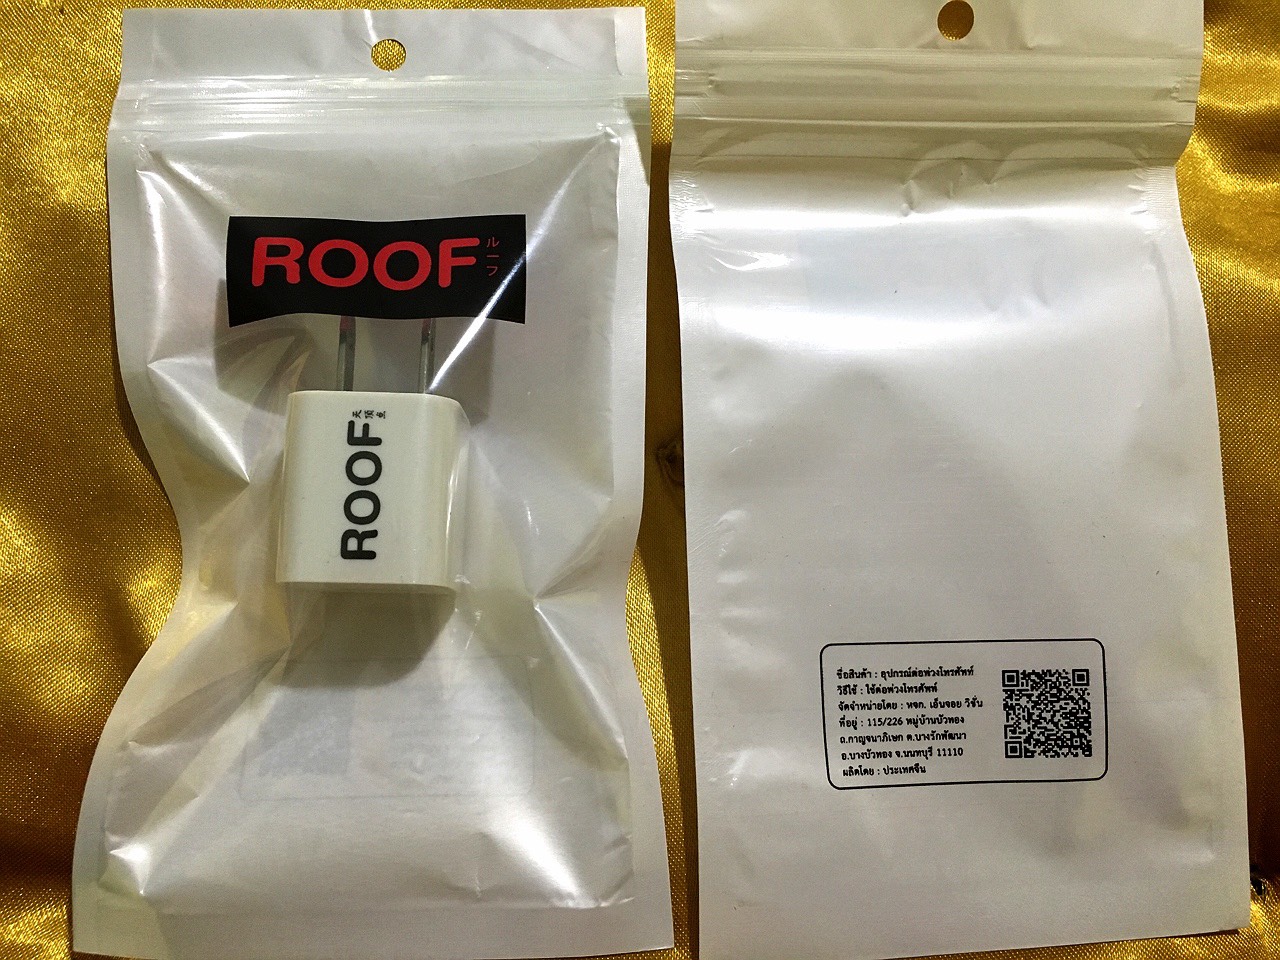 ROOF
ルーフ
ROOF
天頂
ชื่อสินค้า : อุปกรณ์ต่อพ่วงโทรศัพท์
วิธีใช้ : ใช้ต่อพ่วงโทรศัพท์
จัดจำหน่ายโดย : หจก. เอ็นจอย วิชั่น
ที่อยู่ : 115/226 หมู่บ้านบัวทอง
ถ.กาญจนาภิเษก ต.บางรักพัฒนา
อ.บางบัวทอง จ.นนทบุรี 11110
ผลิตโดย : ประเทศจีน